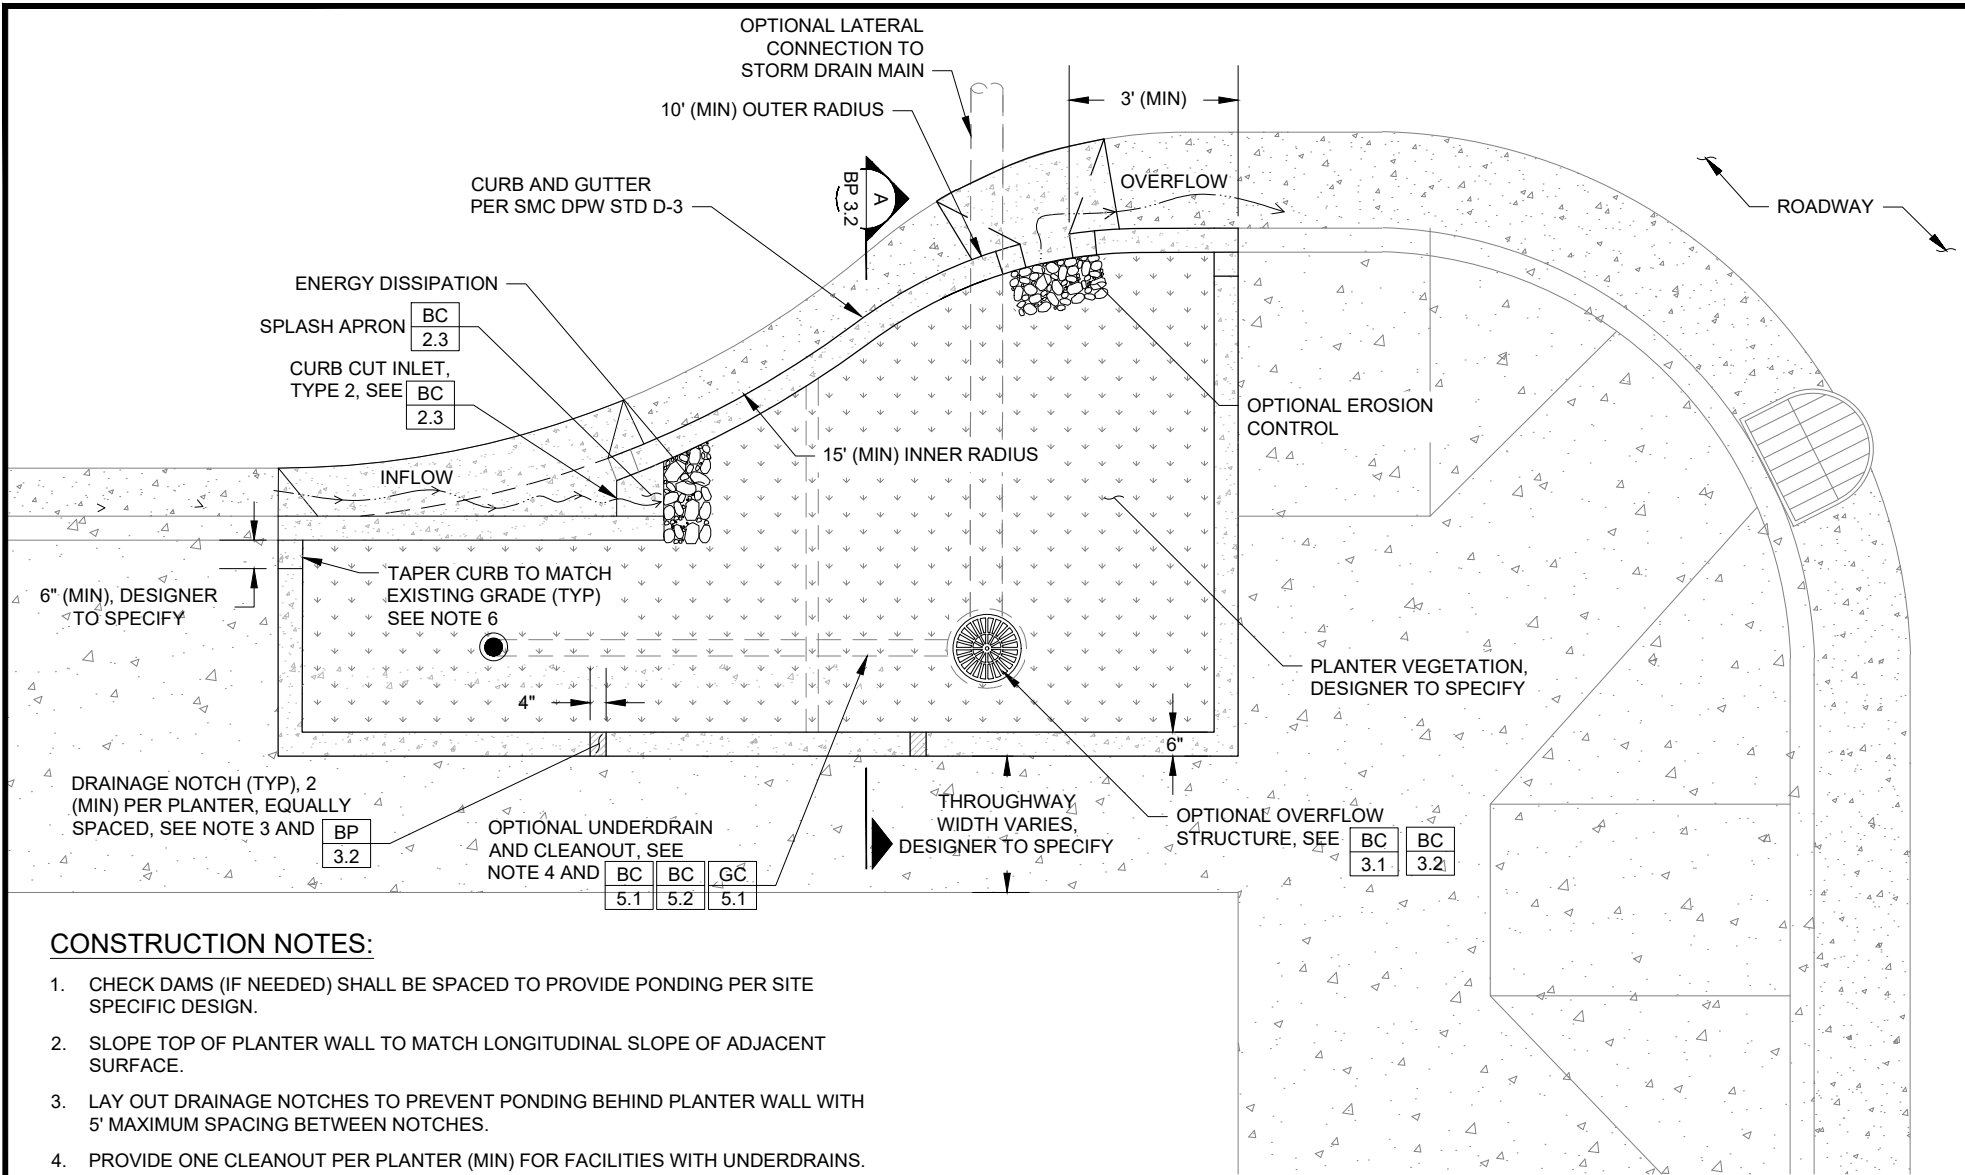 OPTIONAL LATERAL
CONNECTION TO
STORM DRAIN MAIN
10' (MIN) OUTER RADIUS
3' (MIN)
CURB AND GUTTER
PER SMC DPW STD D-3
A
BP 3.2
OVERFLOW
ROADWAY
ENERGY DISSIPATION
SPLASH APRON
BC
2.3
CURB CUT INLET,
TYPE 2, SEE
BC
2.3
OPTIONAL EROSION
CONTROL
15' (MIN) INNER RADIUS
INFLOW
TAPER CURB TO MATCH
EXISTING GRADE (TYP)
SEE NOTE 6
6" (MIN), DESIGNER
TO SPECIFY
PLANTER VEGETATION,
DESIGNER TO SPECIFY
4"
6"
DRAINAGE NOTCH (TYP), 2
(MIN) PER PLANTER, EQUALLY
SPACED, SEE NOTE 3 AND
BP
3.2
OPTIONAL UNDERDRAIN
AND CLEANOUT, SEE
NOTE 4 AND
BC
5.1
BC
5.2
GC
5.1
THROUGHWAY
WIDTH VARIES,
DESIGNER TO SPECIFY
OPTIONAL OVERFLOW
STRUCTURE, SEE
BC
3.1
BC
3.2
CONSTRUCTION NOTES:
1. CHECK DAMS (IF NEEDED) SHALL BE SPACED TO PROVIDE PONDING PER SITE
SPECIFIC DESIGN.
2. SLOPE TOP OF PLANTER WALL TO MATCH LONGITUDINAL SLOPE OF ADJACENT
SURFACE.
3. LAY OUT DRAINAGE NOTCHES TO PREVENT PONDING BEHIND PLANTER WALL WITH
5' MAXIMUM SPACING BETWEEN NOTCHES.
4. PROVIDE ONE CLEANOUT PER PLANTER (MIN) FOR FACILITIES WITH UNDERDRAINS.